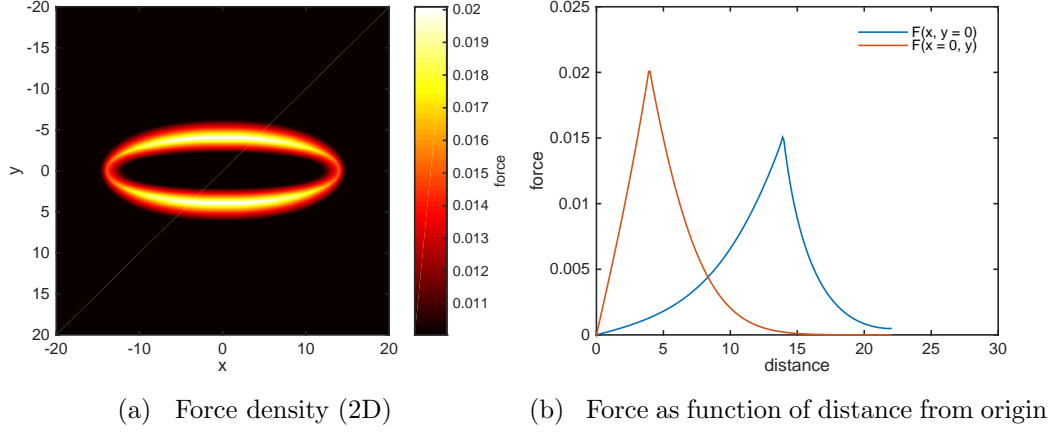 -20
-15
-10
-5
0
5
10
15
20
y
-20 -10 0 10 20
x
0.02
0.019
0.018
0.017
0.016
0.015
0.014
0.013
0.012
0.011
force
0.025
0.02
0.015
0.01
0.005
0
force
0 5 10 15 20 25 30
distance
F(x, y = 0)
F(x = 0, y)
(a) Force density (2D)
(b) Force as function of distance from origin